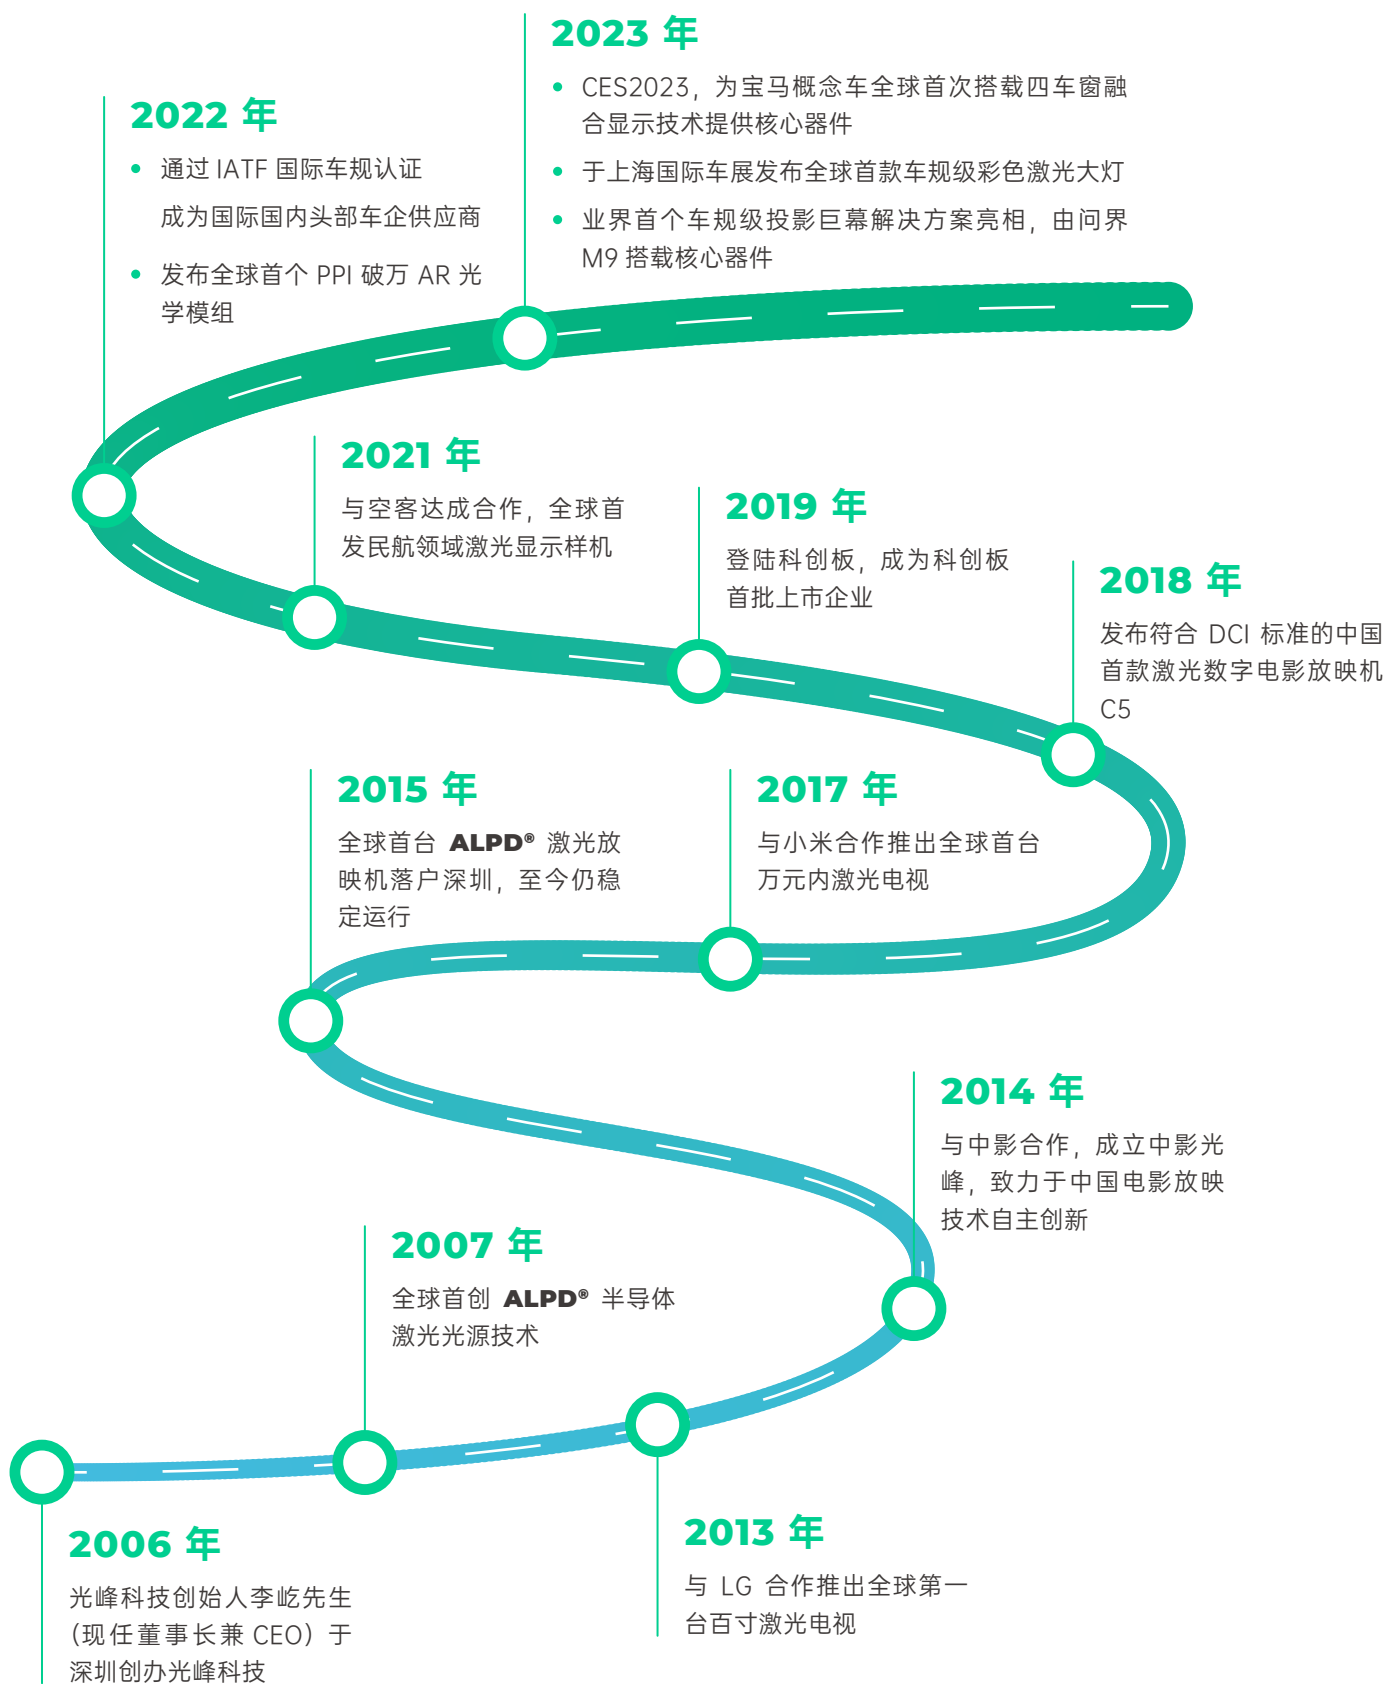 2023 年
CES2023，为宝马概念车全球首次搭载四车窗融
合显示技术提供核心器件
于上海国际车展发布全球首款车规级彩色激光大灯
业界首个车规级投影巨幕解决方案亮相，由问界
M9 搭载核心器件
2022 年
通过 IATF 国际车规认证
成为国际国内头部车企供应商
发布全球首个 PPI 破万 AR 光
学模组
2021 年
与空客达成合作，全球首
发民航领域激光显示样机
2019 年
登陆科创板，成为科创板
首批上市企业
2018 年
发布符合 DCI 标准的中国
首款激光数字电影放映机
C5
2015 年
全球首台 ALPD® 激光放
映机落户深圳，至今仍稳
定运行
2017 年
与小米合作推出全球首台
万元内激光电视
2014 年
与中影合作，成立中影光
峰，致力于中国电影放映
技术自主创新
2007 年
全球首创 ALPD® 半导体
激光光源技术
2006 年
光峰科技创始人李屹先生
（现任董事长兼 CEO）于
深圳创办光峰科技
2013 年
与 LG 合作推出全球第一
台百寸激光电视